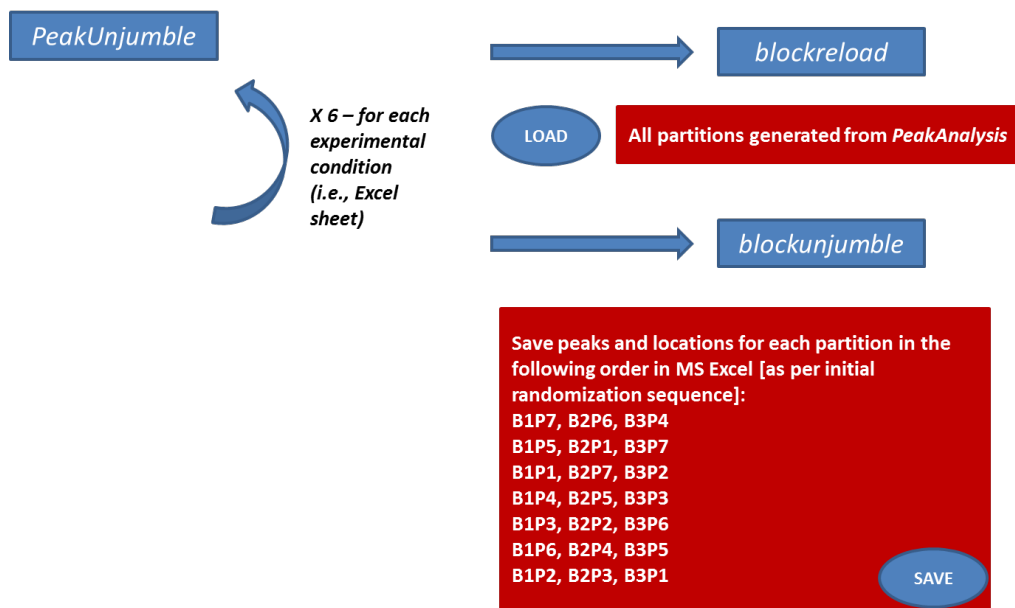 PeakUnjumble
blockreload
X 6 – for each
experimental
condition
(i.e., Excel
sheet)
LOAD
All partitions generated from PeakAnalysis
blockunjumble
Save peaks and locations for each partition in the
following order in MS Excel [as per initial
randomization sequence]:
B1P7, B2P6, B3P4
B1P5, B2P1, B3P7
B1P1, B2P7, B3P2
B1P4, B2P5, B3P3
B1P3, B2P2, B3P6
B1P6, B2P4, B3P5
B1P2, B2P3, B3P1
SAVE